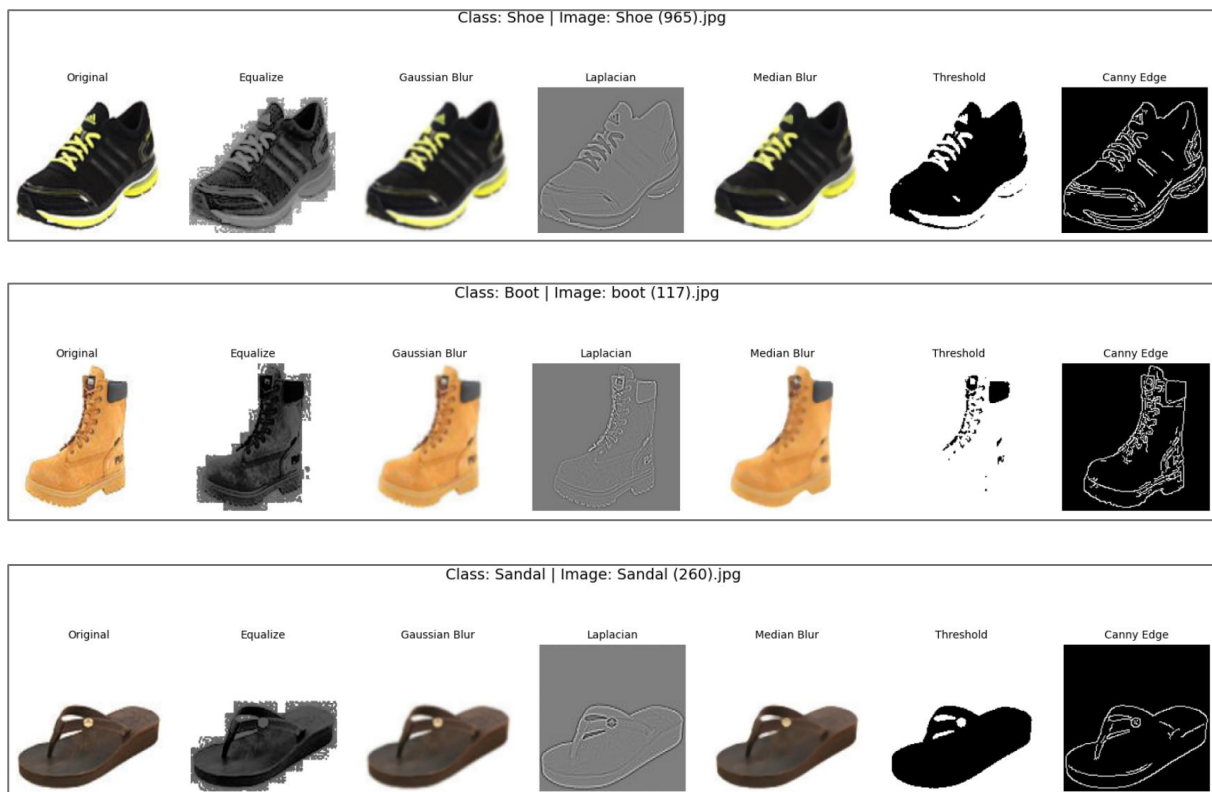 Class: Shoe | Image: Shoe (965).jpg
Original Equalize Gaussian Blur Laplacian Median Blur Threshold Canny Edge
Class: Boot | Image: boot (117).jpg
Original Equalize Gaussian Blur Laplacian Median Blur Threshold Canny Edge
Class: Sandal | Image: Sandal (260).jpg
Original Equalize Gaussian Blur Laplacian Median Blur Threshold Canny Edge